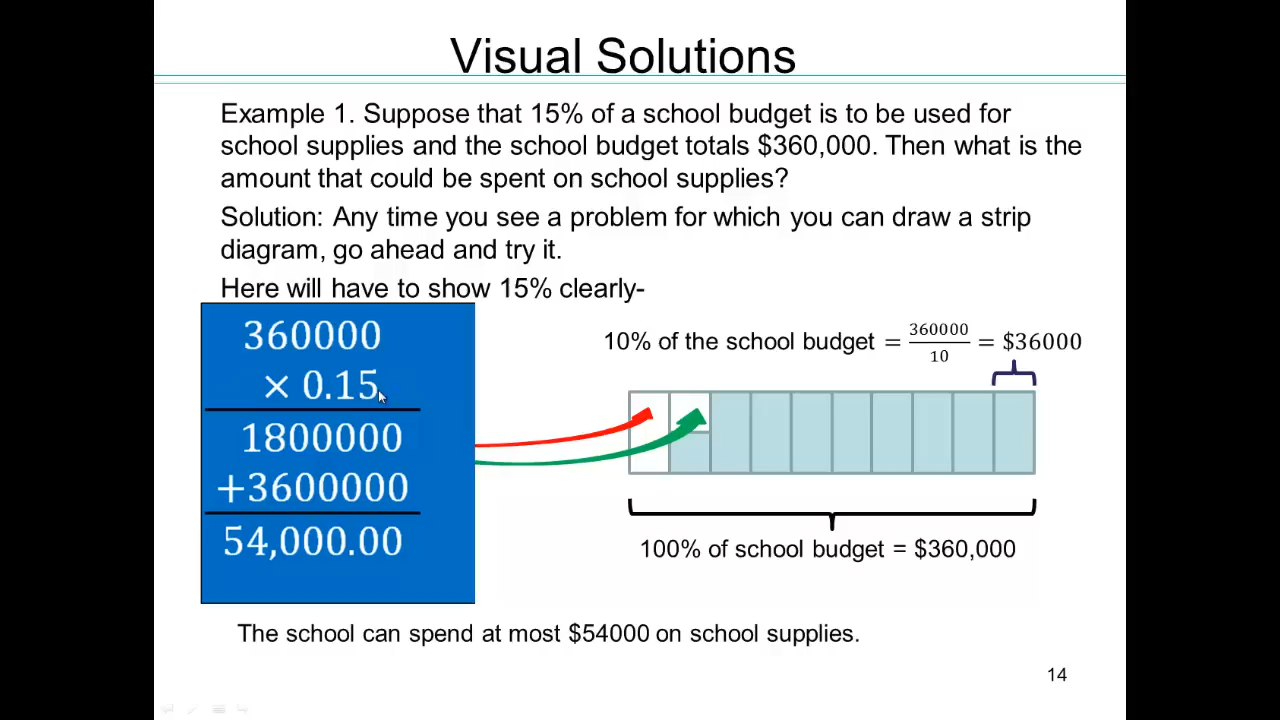 Visual Solutions
Example 1. Suppose that 15% of a school budget is to be used for
school supplies and the school budget totals $360,000. Then what is the
amount that could be spent on school supplies?
Solution: Any time you see a problem for which you can draw a strip
diagram, go ahead and try it.
Here will have to show 15% clearly-
360000
× 0.15
1800000
+3600000
54,000.00
10% of the school budget = 360000/10 = $36000
100% of school budget = $360,000
The school can spend at most $54000 on school supplies.
14